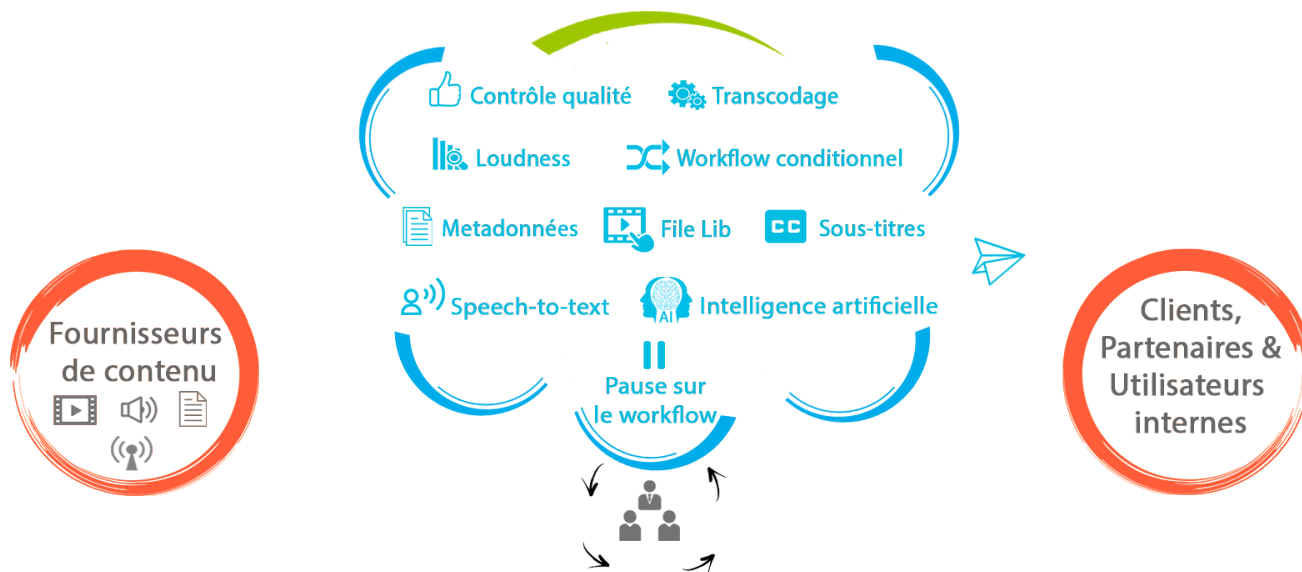 Contrôle qualité
Transcodage
Loudness
Workflow conditionnel
Metadonnées
File Lib
CC
Sous-titres
Speech-to-text
AI
Intelligence artificielle
Pause sur
le workflow
Fournisseurs
de contenu
Clients,
Partenaires &
Utilisateurs
internes